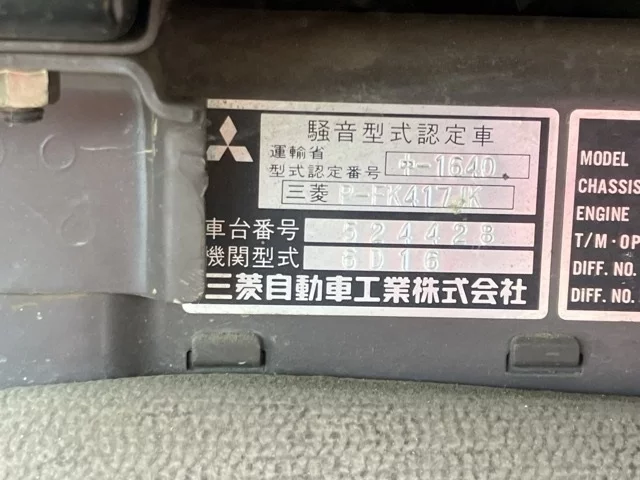 騒音型式認定車
運輸省
型式認定番号 中-1640
三菱 P-FK417JK
車台番号 524428
機関型式 6D16
三菱自動車工業株式会社
MODEL
CHASSIS
ENGINE
T/M・OP
DIFF. NO.
DIFF. NO.